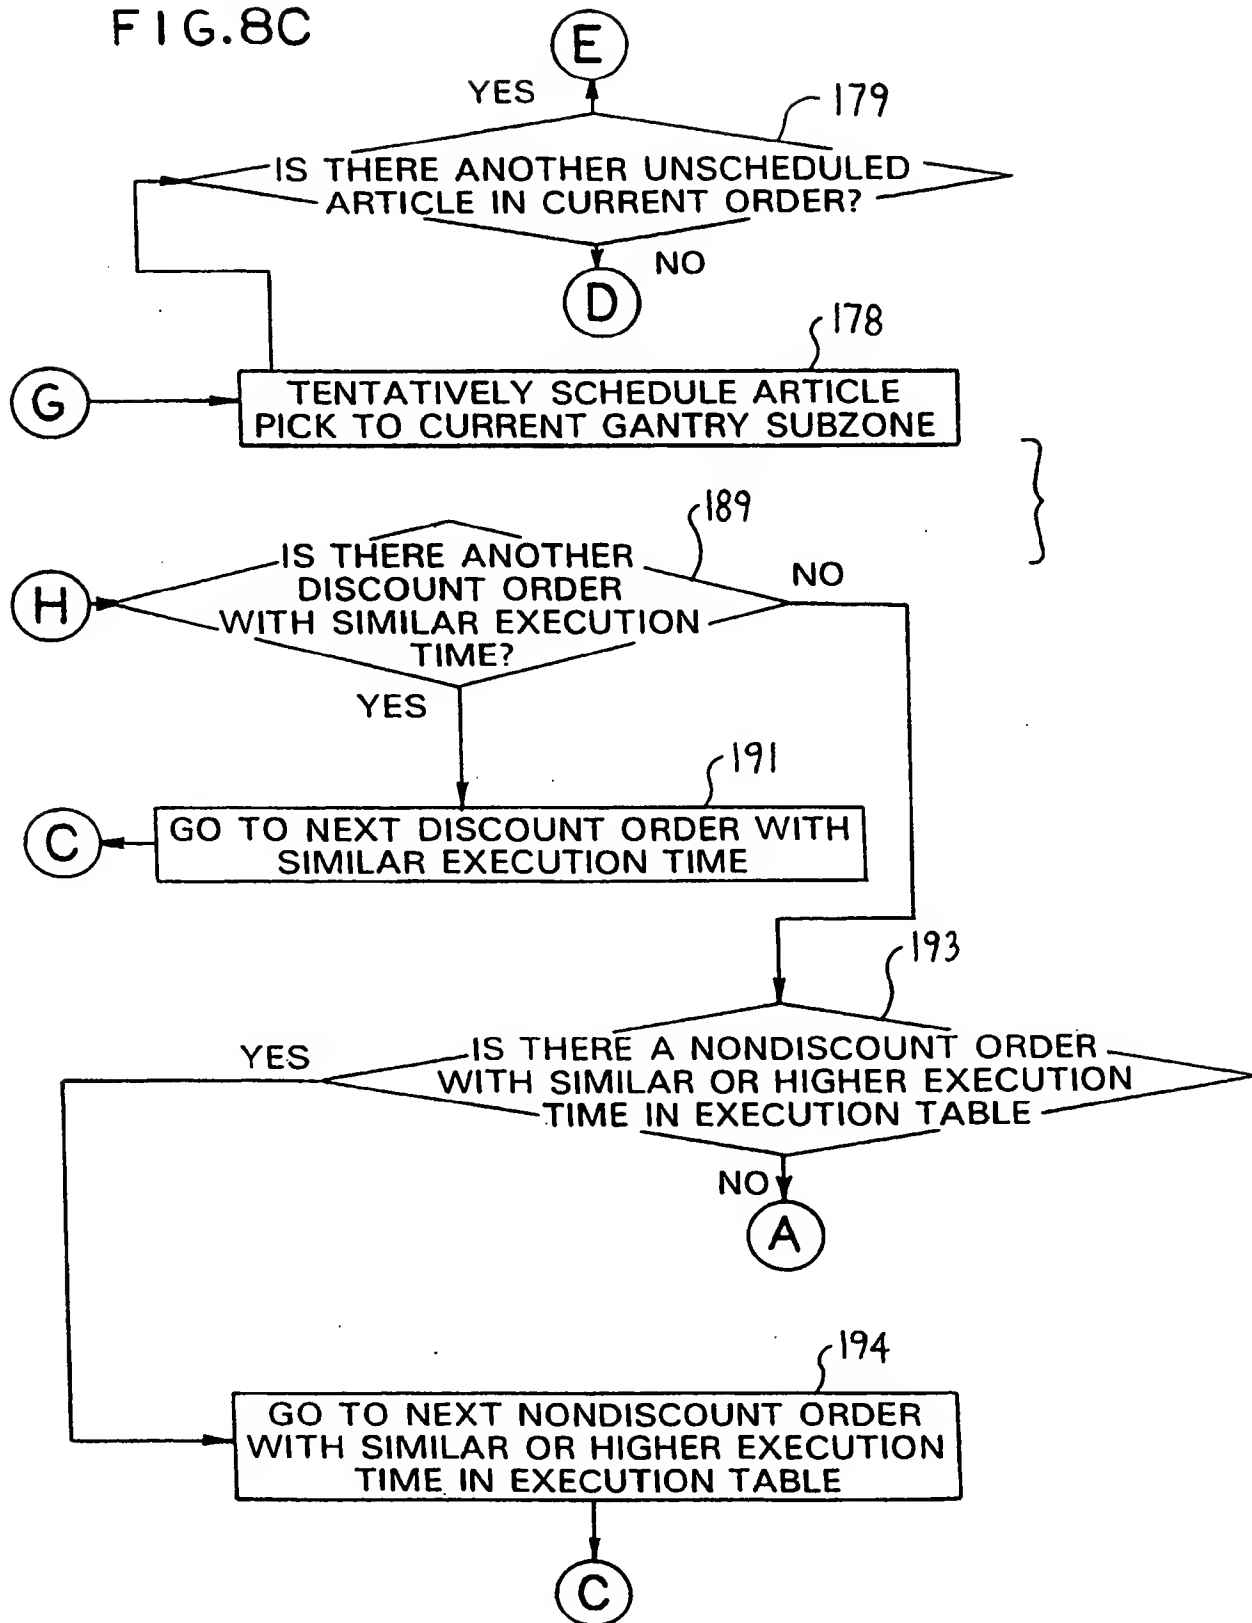 FIG.8C
E
YES
179
IS THERE ANOTHER UNSCHEDULED
ARTICLE IN CURRENT ORDER?
NO
D
178
G
TENTATIVELY SCHEDULE ARTICLE
PICK TO CURRENT GANTRY SUBZONE
189
H
IS THERE ANOTHER
DISCOUNT ORDER
WITH SIMILAR EXECUTION
TIME?
NO
YES
191
C
GO TO NEXT DISCOUNT ORDER WITH
SIMILAR EXECUTION TIME
193
YES
IS THERE A NONDISCOUNT ORDER
WITH SIMILAR OR HIGHER EXECUTION
TIME IN EXECUTION TABLE
NO
A
194
GO TO NEXT NONDISCOUNT ORDER
WITH SIMILAR OR HIGHER EXECUTION
TIME IN EXECUTION TABLE
C